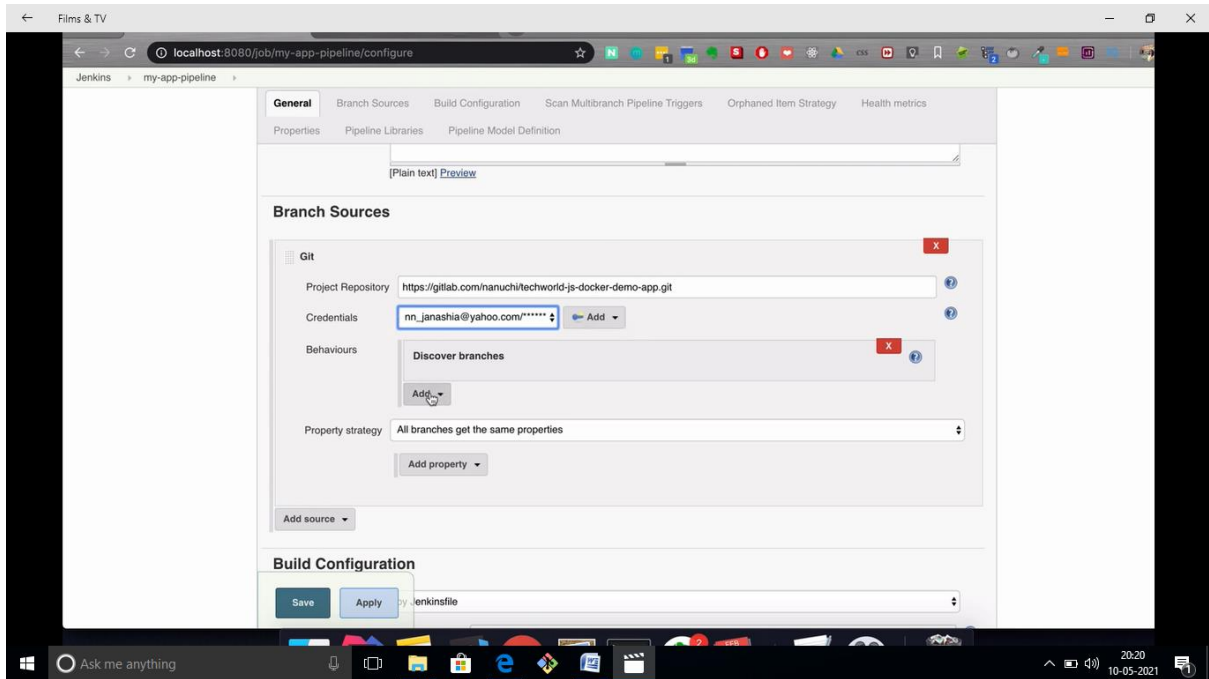 Films & TV
localhost:8080/job/my-app-pipeline/configure
Jenkins my-app-pipeline
General Branch Sources Build Configuration Scan Multibranch Pipeline Triggers Orphaned Item Strategy Health metrics
Properties Pipeline Libraries Pipeline Model Definition
[Plain text] Preview
Branch Sources
Git
X
Project Repository https://gitlab.com/nanuchi/techworld-js-docker-demo-app.git
Credentials nn_janashia@yahoo.com/****** Add
Behaviours
Discover branches
X
Add
Property strategy All branches get the same properties
Add property
Add source
Build Configuration
Save Apply by Jenkinsfile
2 FEB
Ask me anything
20:20
10-05-2021